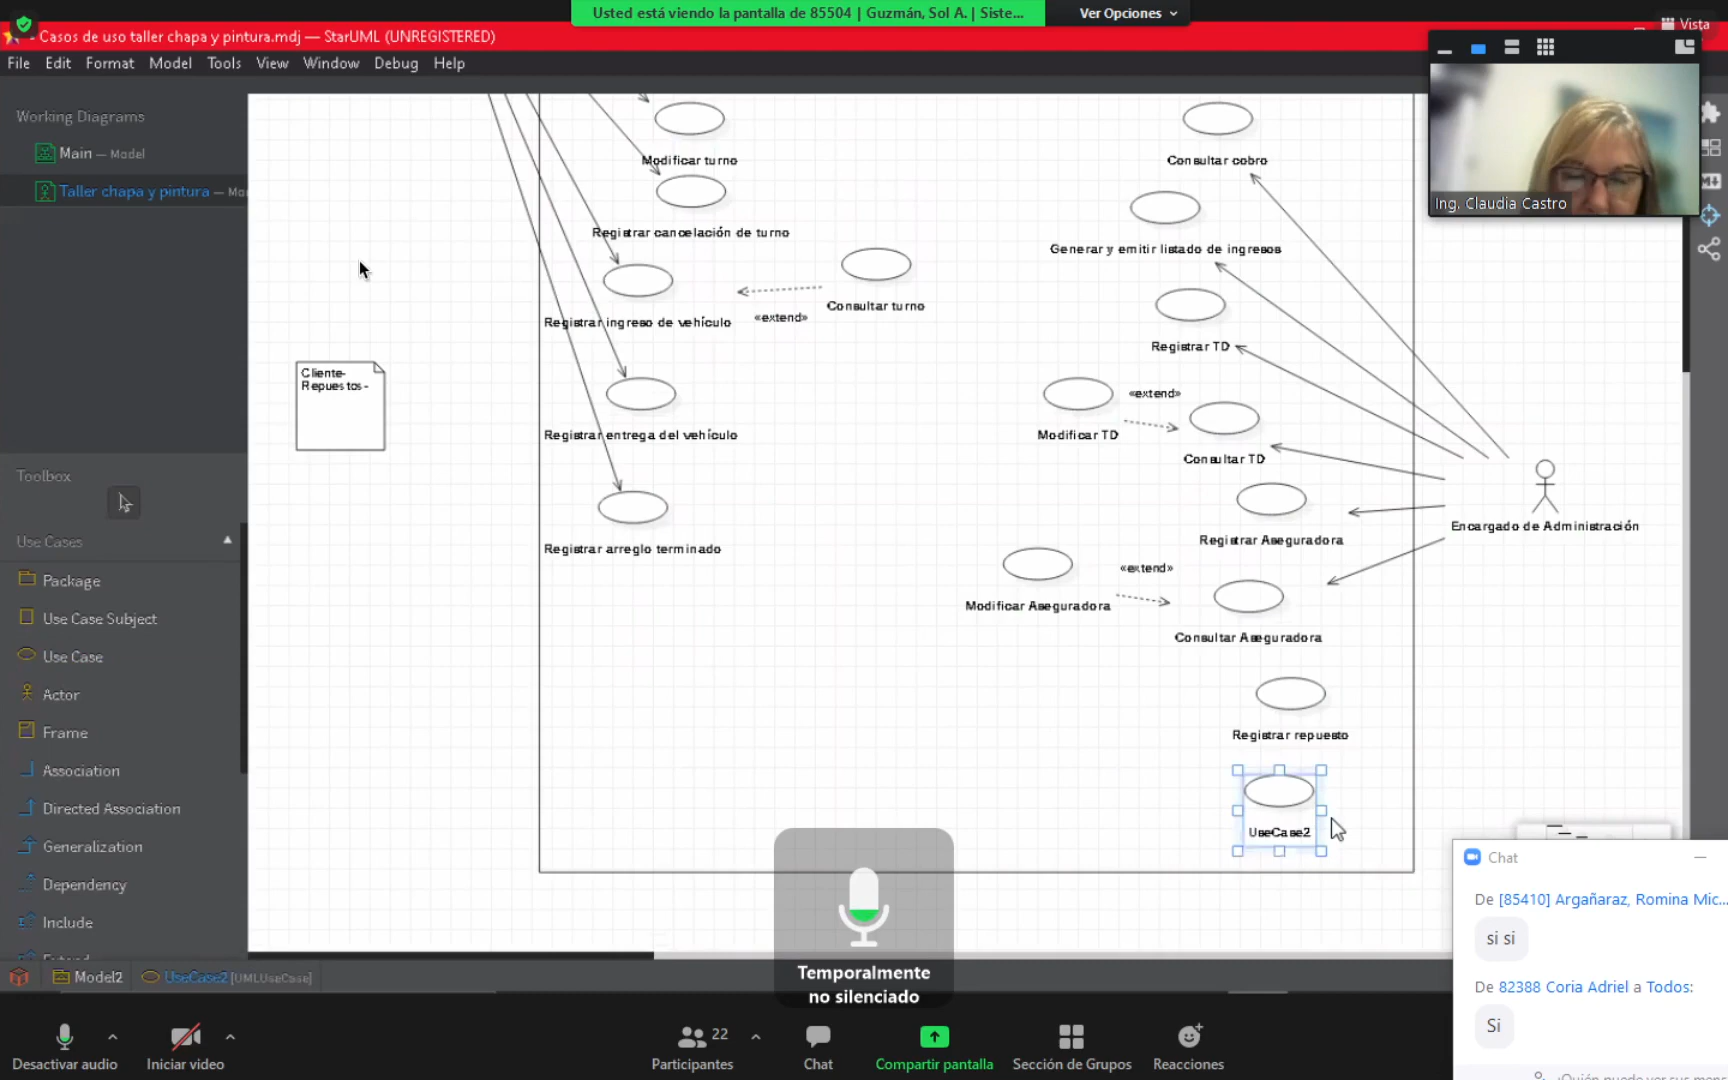 Usted está viendo la pantalla de 85504 | Guzmán, Sol A. | Siste...
Ver Opciones
Vista
Casos de uso taller chapa y pintura.mdj — StarUML (UNREGISTERED)
File Edit Format Model Tools View Window Debug Help
Working Diagrams
Main — Model
Taller chapa y pintura — Mo
Toolbox
Use Cases
Package
Use Case Subject
Use Case
Actor
Frame
Association
Directed Association
Generalization
Dependency
Include
Extend
Cliente-
Repuestos-
Modificar turno
Registrar cancelación de turno
Registrar ingreso de vehículo
«extend»
Consultar turno
Registrar entrega del vehículo
Registrar arreglo terminado
Consultar cobro
Generar y emitir listado de ingresos
Registrar TD
«extend»
Modificar TD
Consultar TD
Registrar Aseguradora
«extend»
Modificar Aseguradora
Consultar Aseguradora
Registrar repuesto
UseCase2
Encargado de Administración
Ing. Claudia Castro
Model2
UseCase2 [UMLUseCase]
Temporalmente
no silenciado
Chat
De [85410] Argañaraz, Romina Mic...
si si
De 82388 Coria Adriel a Todos:
Si
¿Quién puede ver sus mens
Desactivar audio
Iniciar video
22
Participantes
Chat
Compartir pantalla
Sección de Grupos
Reacciones